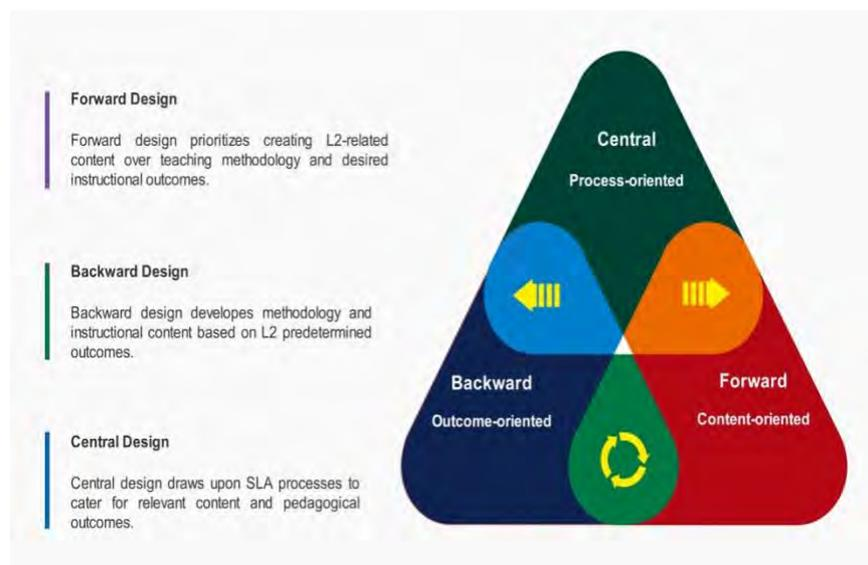 Forward Design
Forward design prioritizes creating L2-related
content over teaching methodology and desired
instructional outcomes.
Backward Design
Backward design developes methodology and
instructional content based on L2 predetermined
outcomes.
Central Design
Central design draws upon SLA processes to
cater for relevant content and pedagogical
outcomes.
Central
Process-oriented
Backward
Outcome-oriented
Forward
Content-oriented